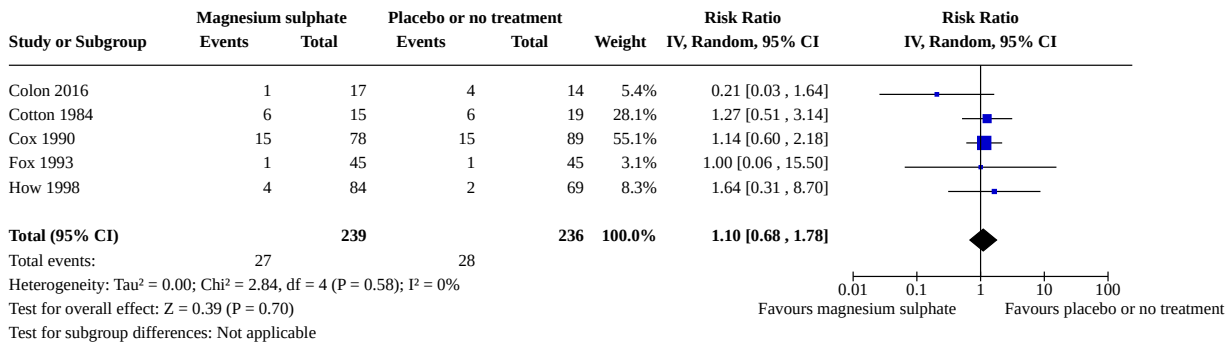 Magnesium sulphate Placebo or no treatment Risk Ratio Risk Ratio
Study or Subgroup Events Total Events Total Weight IV, Random, 95% CI IV, Random, 95% CI
Colon 2016 1 17 4 14 5.4% 0.21 [0.03 , 1.64]
Cotton 1984 6 15 6 19 28.1% 1.27 [0.51 , 3.14]
Cox 1990 15 78 15 89 55.1% 1.14 [0.60 , 2.18]
Fox 1993 1 45 1 45 3.1% 1.00 [0.06 , 15.50]
How 1998 4 84 2 69 8.3% 1.64 [0.31 , 8.70]
Total (95% CI) 239 236 100.0% 1.10 [0.68 , 1.78]
Total events: 27 28
Heterogeneity: Tau² = 0.00; Chi² = 2.84, df = 4 (P = 0.58); I² = 0% 0.01 0.1 1 10 100
Test for overall effect: Z = 0.39 (P = 0.70) Favours magnesium sulphate Favours placebo or no treatment
Test for subgroup differences: Not applicable